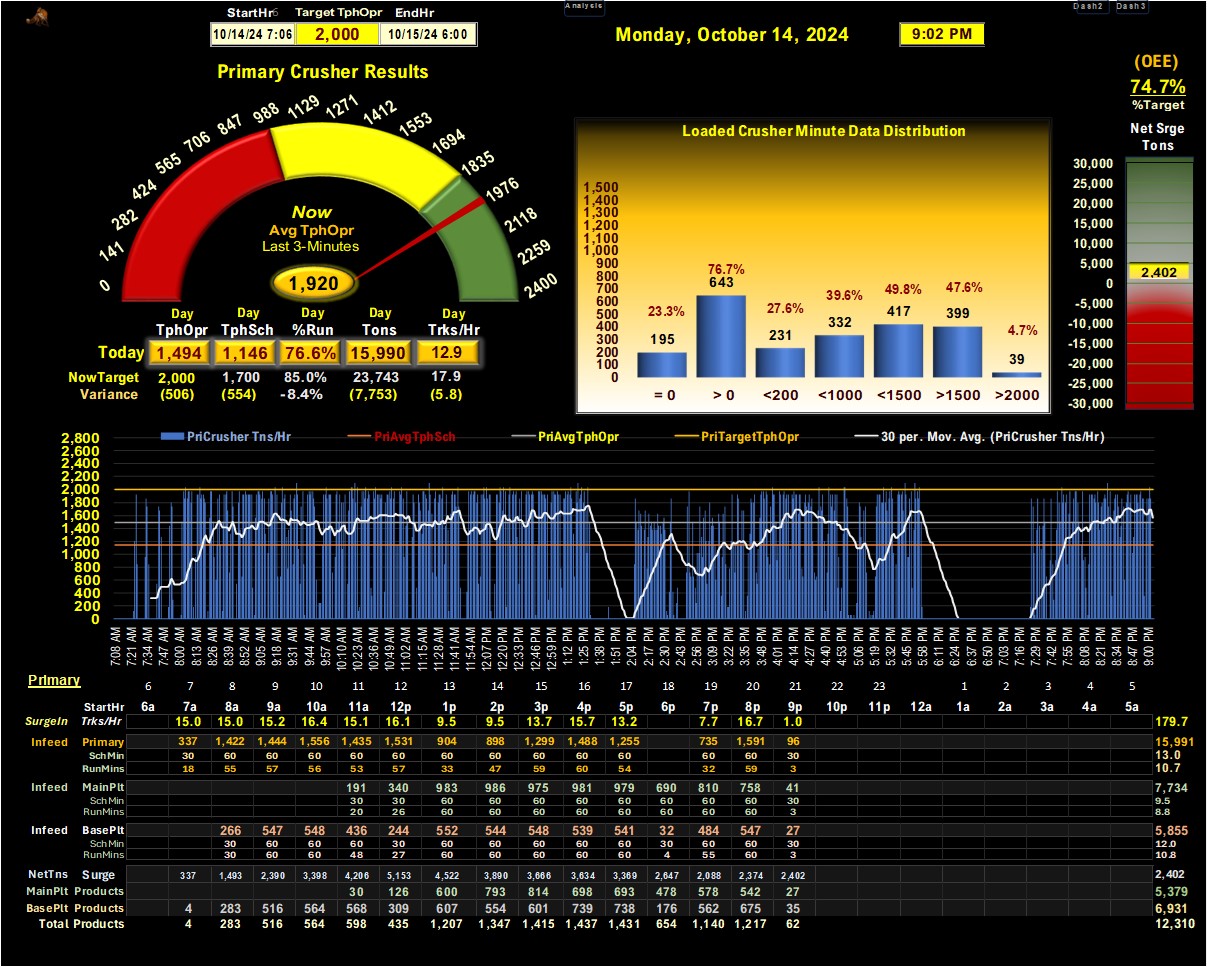 Analysis
Dash2 Dash3
StartHr6 Target TphOpr EndHr
10/14/24 7:06 2,000 10/15/24 6:00
Monday, October 14, 2024
9:02 PM
Primary Crusher Results
0 141 282 424 565 706 847 988 1129 1271 1412 1553 1694 1835 1976 2118 2259 2400
Now
Avg TphOpr
Last 3-Minutes
1,920
Day Day Day Day Day
TphOpr TphSch %Run Tons Trks/Hr
Today 1,494 1,146 76.6% 15,990 12.9
NowTarget 2,000 1,700 85.0% 23,743 17.9
Variance (506) (554) -8.4% (7,753) (5.8)
Loaded Crusher Minute Data Distribution
1,500
1,400
1,300
1,200
1,100
1,000
900
800
700
600
500
400
300
200
100
0
23.3% 76.7% 27.6% 39.6% 49.8% 47.6% 4.7%
195 643 231 332 417 399 39
= 0 > 0 <200 <1000 <1500 >1500 >2000
(OEE)
74.7%
%Target
Net Srge
Tons
30,000
25,000
20,000
15,000
10,000
5,000
0
-5,000
-10,000
-15,000
-20,000
-25,000
-30,000
2,402
PriCrusher Tns/Hr PriAvgTphSch PriAvgTphOpr PriTargetTphOpr 30 per. Mov. Avg. (PriCrusher Tns/Hr)
2,800
2,600
2,400
2,200
2,000
1,800
1,600
1,400
1,200
1,000
800
600
400
200
0
7:08 AM 7:21 AM 7:34 AM 7:47 AM 8:00 AM 8:13 AM 8:26 AM 8:39 AM 8:52 AM 9:05 AM 9:18 AM 9:31 AM 9:44 AM 9:57 AM 10:10 AM 10:23 AM 10:36 AM 10:49 AM 11:02 AM 11:15 AM 11:28 AM 11:41 AM 11:54 AM 12:07 PM 12:20 PM 12:33 PM 12:46 PM 12:59 PM 1:12 PM 1:25 PM 1:38 PM 1:51 PM 2:04 PM 2:17 PM 2:30 PM 2:43 PM 2:56 PM 3:09 PM 3:22 PM 3:35 PM 3:48 PM 4:01 PM 4:14 PM 4:27 PM 4:40 PM 4:53 PM 5:06 PM 5:19 PM 5:32 PM 5:45 PM 5:58 PM 6:11 PM 6:24 PM 6:37 PM 6:50 PM 7:03 PM 7:16 PM 7:29 PM 7:42 PM 7:55 PM 8:08 PM 8:21 PM 8:34 PM 8:47 PM 9:00 PM
Primary
6 7 8 9 10 11 12 13 14 15 16 17 18 19 20 21 22 23 1 2 3 4 5
StartHr 6a 7a 8a 9a 10a 11a 12p 1p 2p 3p 4p 5p 6p 7p 8p 9p 10p 11p 12a 1a 2a 3a 4a 5a
SurgeIn Trks/Hr 15.0 15.0 15.2 16.4 15.1 16.1 9.5 9.5 13.7 15.7 13.2 7.7 16.7 1.0 179.7
Infeed Primary 337 1,422 1,444 1,556 1,435 1,531 904 898 1,299 1,488 1,255 735 1,591 96 15,991
SchMin 30 60 60 60 60 60 60 60 60 60 60 60 60 30 13.0
RunMins 18 55 57 56 53 57 33 47 59 60 54 32 59 3 10.7
Infeed MainPlt 191 340 983 986 975 981 979 690 810 758 41 7,734
SchMin 30 30 60 60 60 60 60 60 60 60 30 9.5
RunMins 20 26 60 60 60 60 60 60 60 60 3 8.8
Infeed BasePlt 266 547 548 436 244 552 544 548 539 541 32 484 547 27 5,855
SchMin 30 60 60 60 30 60 60 60 60 60 30 60 60 30 12.0
RunMins 30 60 60 48 27 60 60 60 60 60 4 55 60 3 10.8
NetTns Surge 337 1,493 2,390 3,398 4,206 5,153 4,522 3,890 3,666 3,634 3,369 2,647 2,088 2,374 2,402 2,402
MainPlt Products 30 126 600 793 814 698 693 478 578 542 27 5,379
BasePlt Products 4 283 516 564 568 309 607 554 601 739 738 176 562 675 35 6,931
Total Products 4 283 516 564 598 435 1,207 1,347 1,415 1,437 1,431 654 1,140 1,217 62 12,310